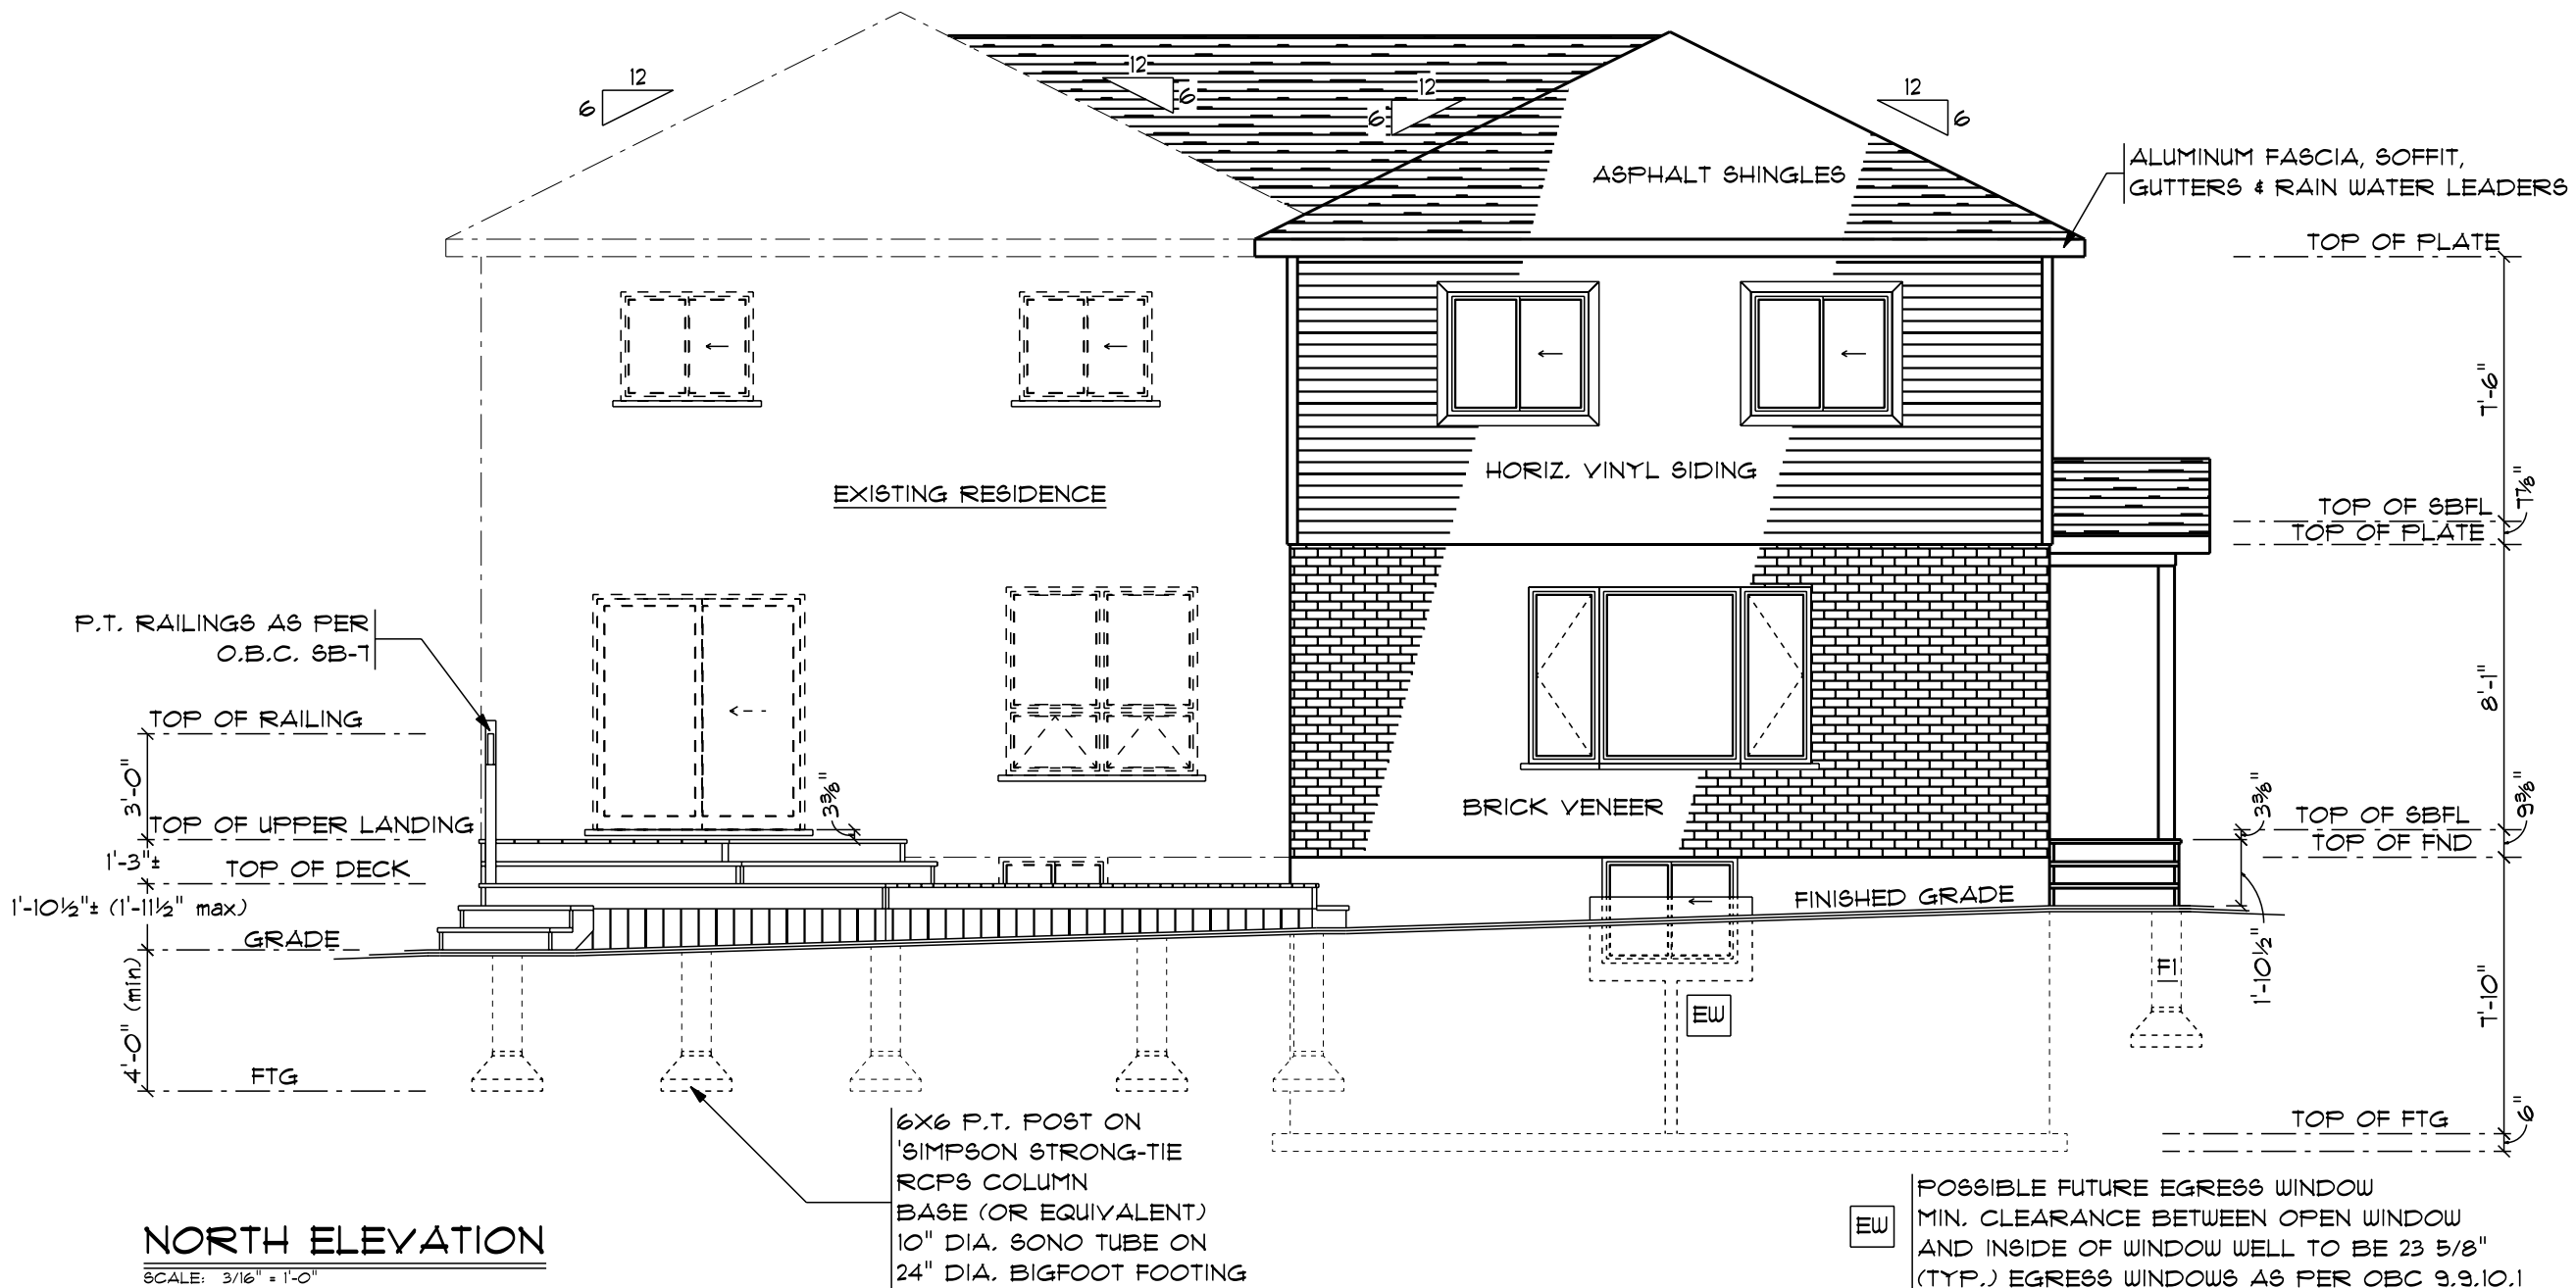 12
6
12
6
12
6
12
6
ASPHALT SHINGLES
ALUMINUM FASCIA, SOFFIT,
GUTTERS & RAIN WATER LEADERS
TOP OF PLATE
7'-6"
HORIZ. VINYL SIDING
EXISTING RESIDENCE
7⅞"
TOP OF SBFL
TOP OF PLATE
P.T. RAILINGS AS PER
O.B.C. SB-7
8'-1"
TOP OF RAILING
3'-0"
TOP OF UPPER LANDING
3⅜"
BRICK VENEER
3⅜"
9⅜"
TOP OF SBFL
TOP OF FND
1'-3"±
TOP OF DECK
1'-10½"± (1'-11½" max)
FINISHED GRADE
GRADE
4'-0" (min)
FTG
1'-10½"
F1
7'-10"
EW
TOP OF FTG
6"
6X6 P.T. POST ON
'SIMPSON STRONG-TIE
RCPS COLUMN
BASE (OR EQUIVALENT)
10" DIA. SONO TUBE ON
24" DIA. BIGFOOT FOOTING
EW
POSSIBLE FUTURE EGRESS WINDOW
MIN. CLEARANCE BETWEEN OPEN WINDOW
AND INSIDE OF WINDOW WELL TO BE 23 5/8"
(TYP.) EGRESS WINDOWS AS PER OBC 9.9.10.1
NORTH ELEVATION
SCALE: 3/16" = 1'-0"